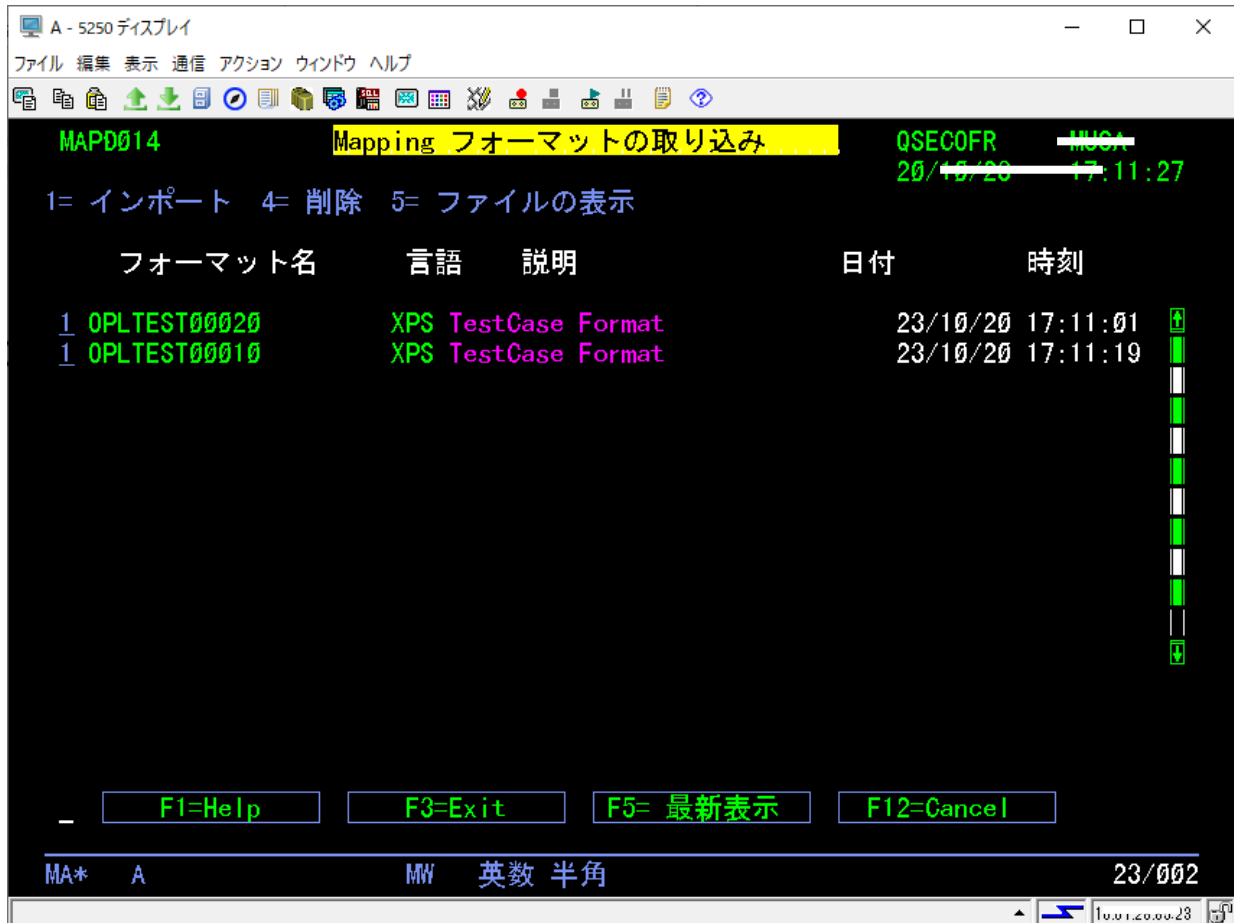 A - 5250 ディスプレイ
ファイル 編集 表示 通信 アクション ウィンドウ ヘルプ
MAPD014 Mapping フォーマットの取り込み QSECOFR
20/ :11:27
1= インポート 4= 削除 5= ファイルの表示
フォーマット名 言語 説明 日付 時刻
1 OPLTEST00020 XPS TestCase Format 23/10/20 17:11:01
1 OPLTEST00010 XPS TestCase Format 23/10/20 17:11:19
F1=Help F3=Exit F5= 最新表示 F12=Cancel
MA* A MW 英数 半角 23/002